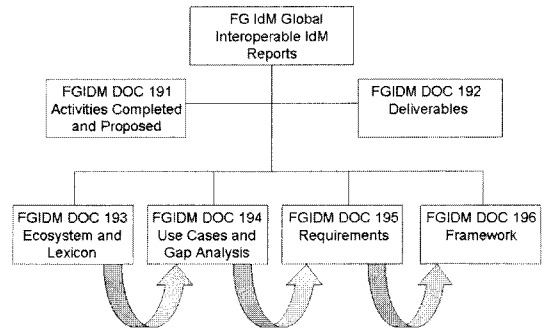 FG IdM Global
Interoperable IdM
Reports
FGIDM DOC 191
Activities Completed
and Proposed
FGIDM DOC 192
Deliverables
FGIDM DOC 193
Ecosystem and
Lexicon
FGIDM DOC 194
Use Cases and
Gap Analysis
FGIDM DOC 195
Requirements
FGIDM DOC 196
Framework